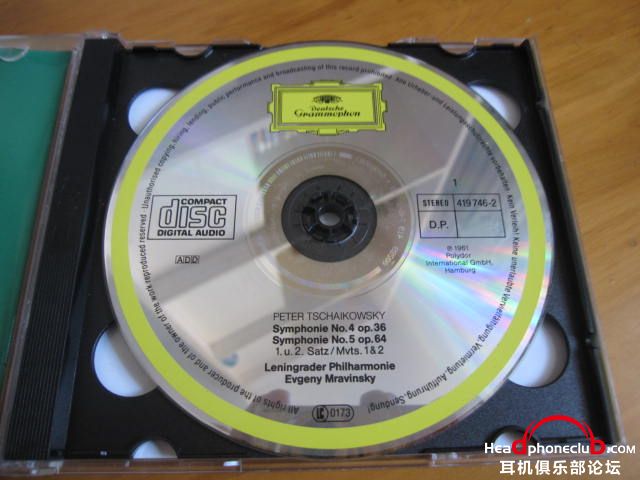 Unauthorised copying, hiring, lending, public performance and broadcasting of this record prohibited.
All rights of the producer and of the owner of the work reproduced reserved
Deutsche
Grammophon
COMPACT
disc
DIGITAL AUDIO
ADD
1
STEREO 419 746-2
D.P.
℗ 1961
Polydor
International GmbH,
Hamburg
PETER TSCHAIKOWSKY
Symphonie No.4 op.36
Symphonie No.5 op.64
1. u. 2. Satz / Mvts. 1 & 2
Leningrader Philharmonie
Evgeny Mravinsky
LC 0173
HeadphoneclubD.com
耳机俱乐部论坛